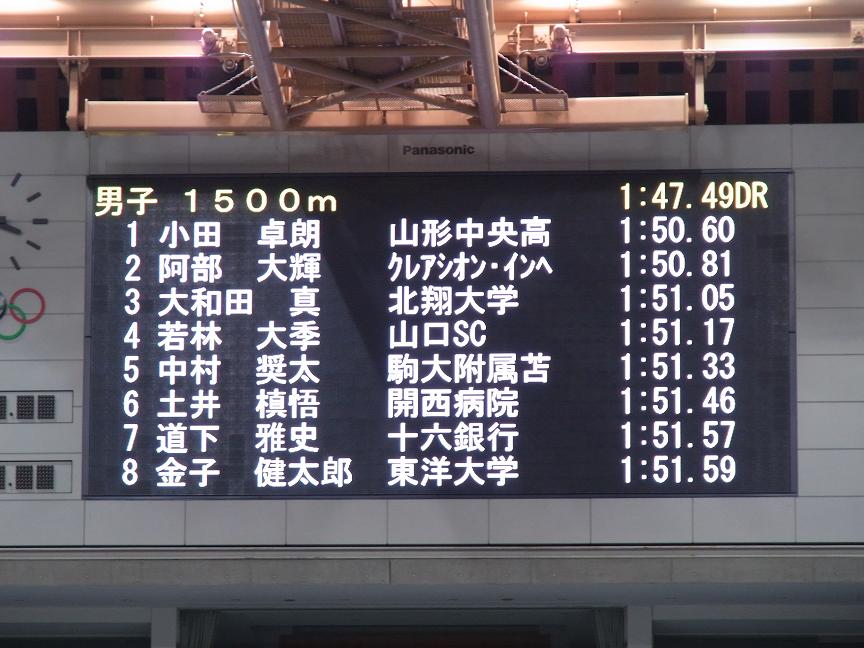 Panasonic
男子 １５００ｍ 1:47.49DR
1 小田 卓朗 山形中央高 1:50.60
2 阿部 大輝 ｸﾚｱｼｵﾝ･ｲﾝﾍ 1:50.81
3 大和田 真 北翔大学 1:51.05
4 若林 大季 山口SC 1:51.17
5 中村 奨太 駒大附属苫 1:51.33
6 土井 槙悟 開西病院 1:51.46
7 道下 雅史 十六銀行 1:51.57
8 金子 健太郎 東洋大学 1:51.59